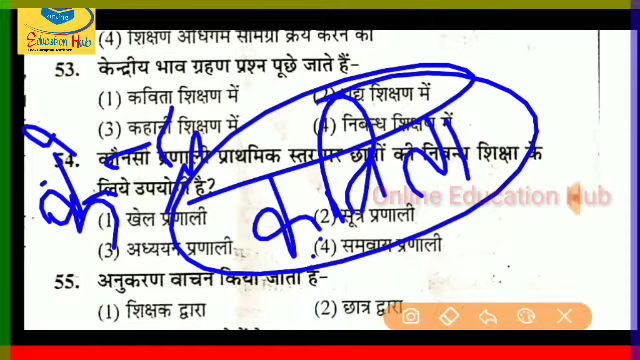 Education Hub
(4) शिक्षण अधिगम सामग्री क्रय करने को
53. केन्द्रीय भाव ग्रहण प्रश्न पूछे जाते हैं-
(1) कविता शिक्षण में (2) गद्य शिक्षण में
(3) कहानी शिक्षण में (4) निबन्ध शिक्षण में
54. कौनसी प्रणाली प्राथमिक स्तर पर छात्रों की निबन्ध शिक्षा के
लिये उपयोगी है?
Online Education Hub
(1) खेल प्रणाली (2) सूत्र प्रणाली
(3) अध्ययन प्रणाली (4) समवाय प्रणाली
कविता
55. अनुकरण वाचन किया जाता है-
(1) शिक्षक द्वारा (2) छात्र द्वारा